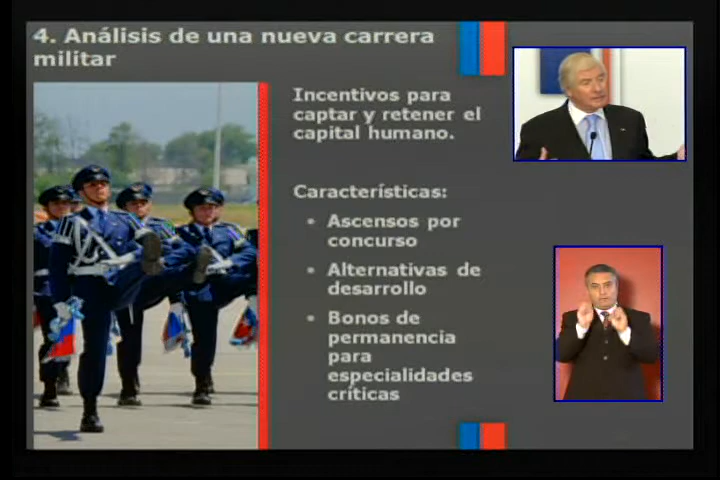 4. Análisis de una nueva carrera
militar
Incentivos para
captar y retener el
capital humano.
Características:
• Ascensos por
concurso
• Alternativas de
desarrollo
• Bonos de
permanencia
para
especialidades
críticas